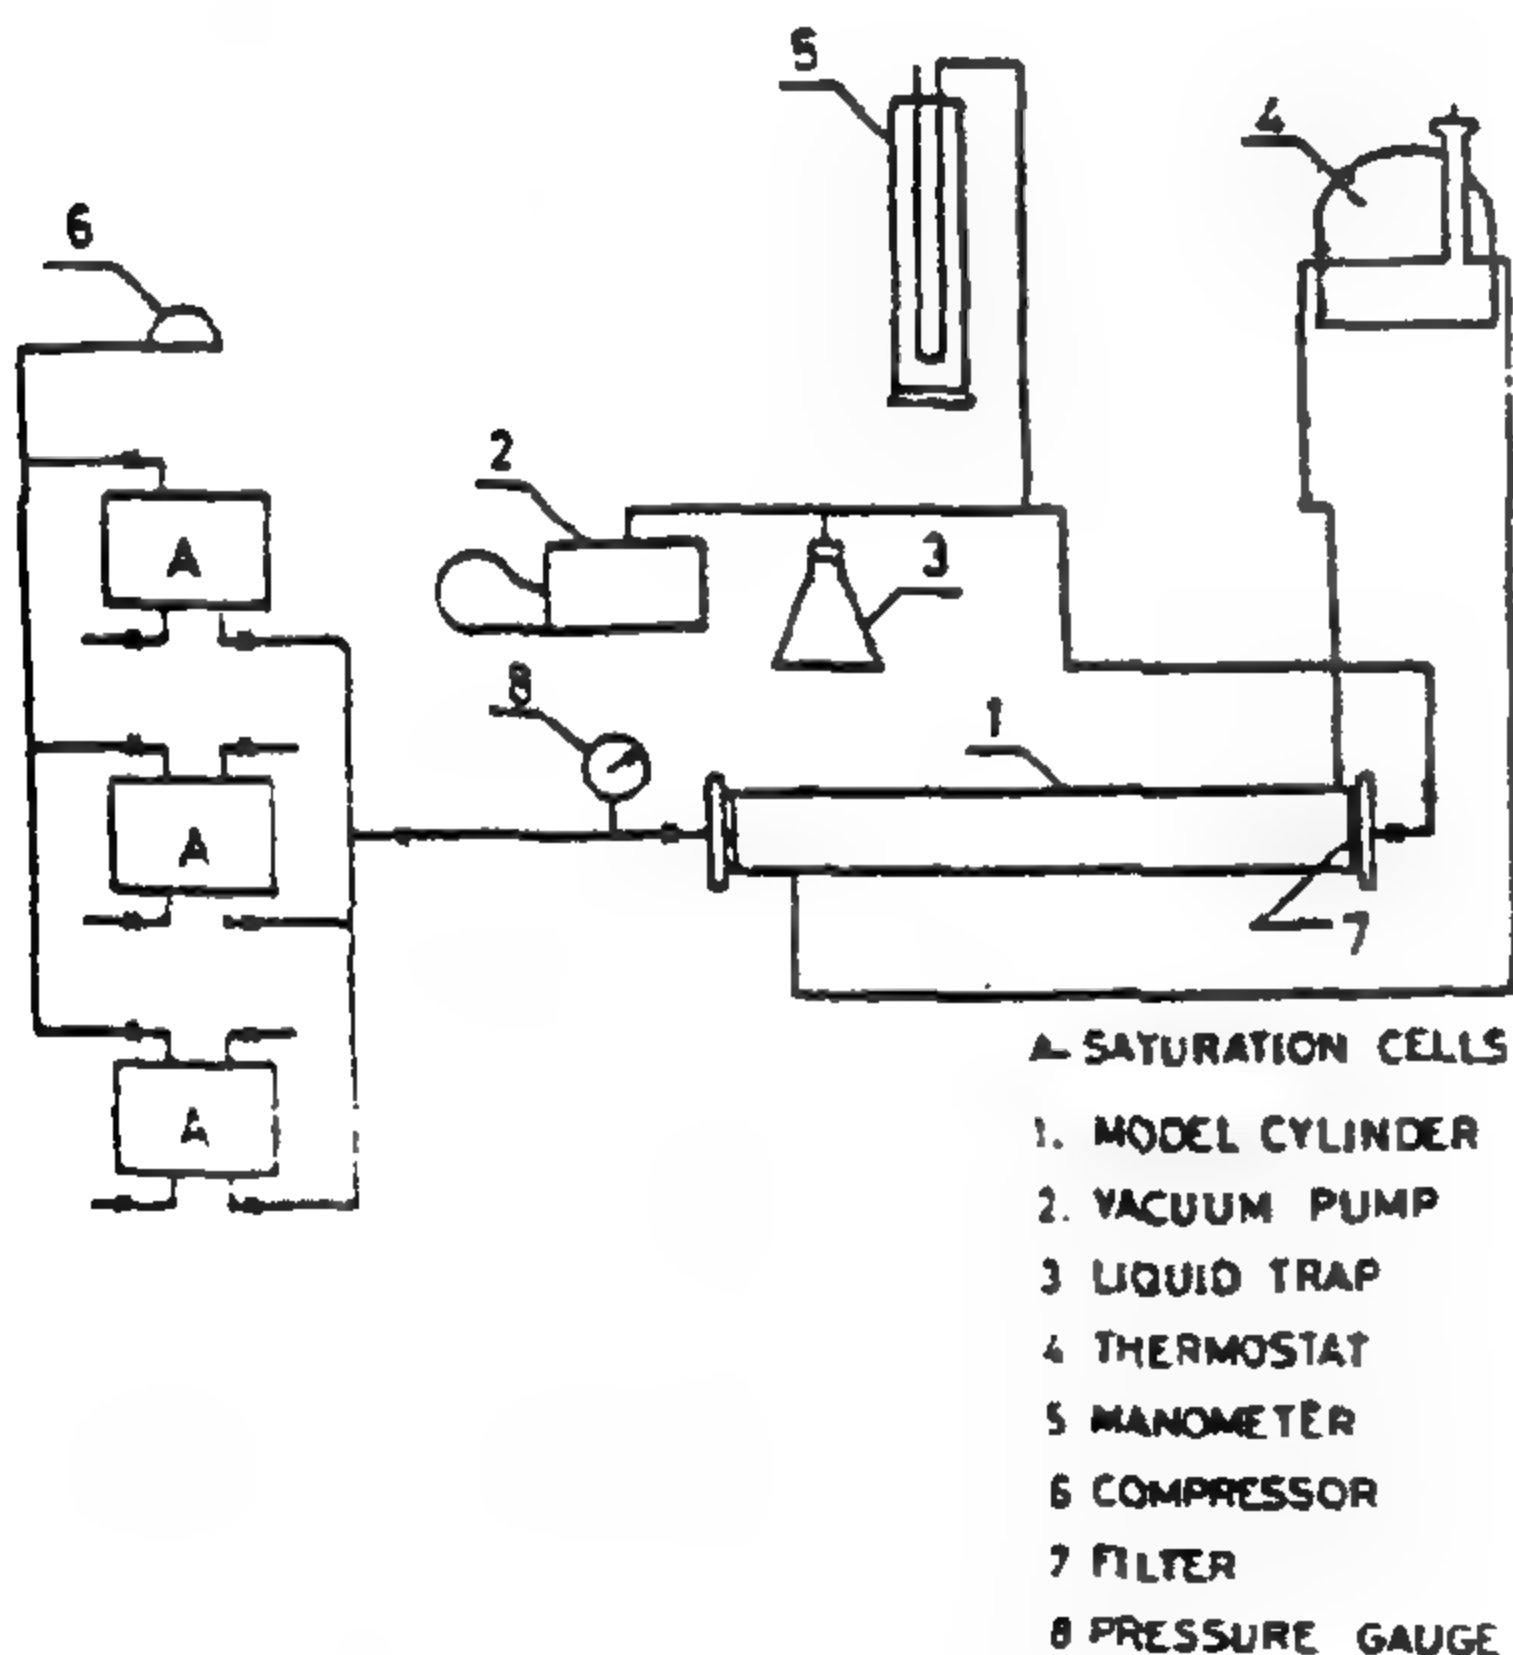 5
4
6
2
3
A
8
1
A
7
A
A- SATURATION CELLS
1. MODEL CYLINDER
2. VACUUM PUMP
3 LIQUID TRAP
4 THERMOSTAT
5 MANOMETER
6 COMPRESSOR
7 FILTER
8 PRESSURE GAUGE